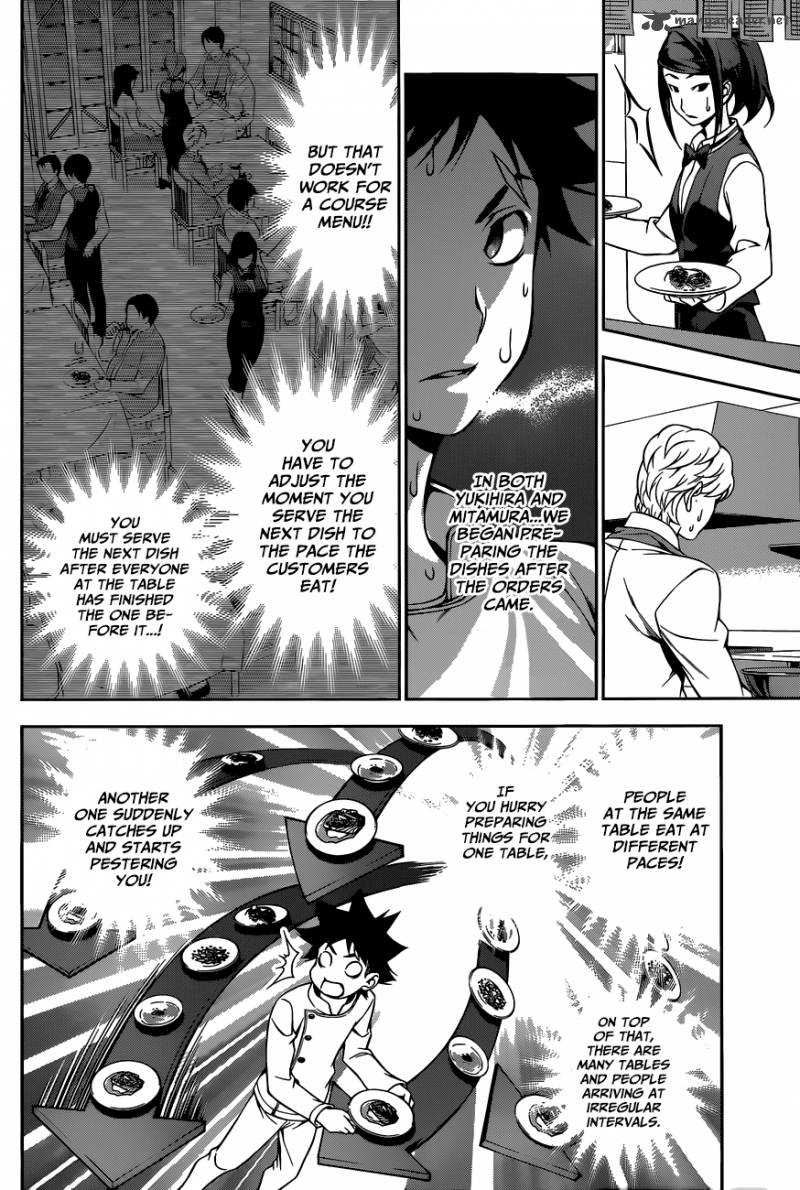 mangareader.net
IN BOTH
YUKIHIRA AND
MITAMURA...WE
BEGAN PRE-
PARING THE
DISHES AFTER
THE ORDERS
CAME.
BUT THAT
DOESN'T
WORK FOR
A COURSE
MENU!!
YOU
HAVE TO
ADJUST THE
MOMENT YOU
SERVE THE
NEXT DISH TO
THE PACE THE
CUSTOMERS
EAT!
YOU
MUST SERVE
THE NEXT DISH
AFTER EVERYONE
AT THE TABLE
HAS FINISHED
THE ONE BE-
FORE IT...!
PEOPLE
AT THE SAME
TABLE EAT AT
DIFFERENT
PACES!
IF
YOU HURRY
PREPARING
THINGS FOR
ONE TABLE,
ANOTHER
ONE SUDDENLY
CATCHES UP
AND STARTS
PESTERING
YOU!
ON TOP
OF THAT,
THERE ARE
MANY TABLES
AND PEOPLE
ARRIVING AT
IRREGULAR
INTERVALS.